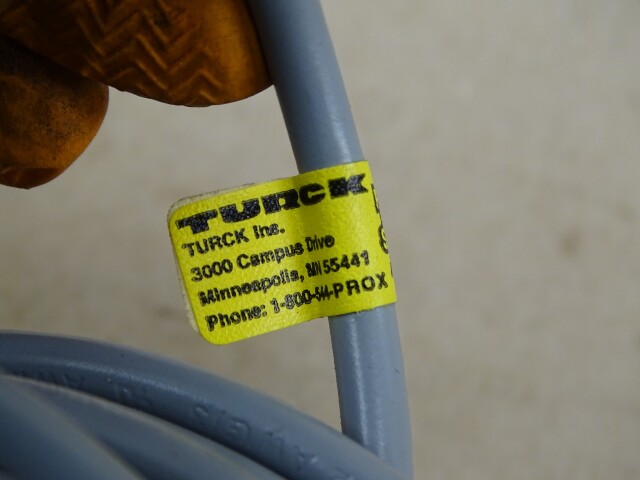 TURCK
TURCK Inc.
3000 Campus Drive
Minneapolis, MN 55441
Phone: 1-800-544-PROX